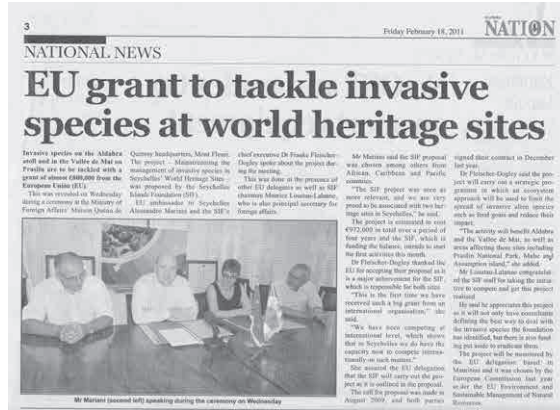 3
Friday February 18, 2011
NATION
NATIONAL NEWS
EU grant to tackle invasive
species at world heritage sites
Invasive species on the Aldabra
atoll and in the Vallée de Mai on
Praslin are to be tackled with a
grant of almost €800,000 from the
European Union (EU).
This was revealed on Wednesday
during a ceremony at the Ministry of
Foreign Affairs' Maison Quéau de
Quinssy headquarters, Mont Fleuri.
The project - Mainstreaming the
management of invasive species in
Seychelles' World Heritage Sites -
was proposed by the Seychelles
Islands Foundation (SIF).
EU ambassador to Seychelles
Alessandro Mariani and the SIF's
chief executive Dr Frauke Fleischer-
Dogley spoke about the project dur-
ing the meeting.
This was done at the presence of
other EU delegates as well as SIF
chairman Maurice Loustau-Lalanne,
who is also principal secretary for
foreign affairs.
Mr Mariani said the SIF proposal
was chosen among others from
African, Caribbean and Pacific
countries.
"The SIF project was seen as
more relevant, and we are very
proud to be associated with two her-
itage sites in Seychelles," he said.
The project is estimated to cost
€972,000 in total over a period of
four years and the SIF, which is
funding the balance, intends to start
the first activities this month.
Dr Fleischer-Dogley thanked the
EU for accepting their proposal as it
is a major achievement for the SIF,
which is responsible for both sites.
"This is the first time we have
received such a big grant from an
international organisation," she
said.
"We have been competing at
international level, which shows
that in Seychelles we do have the
capacity now to compete interna-
tionally on such matters."
She assured the EU delegation
that the SIF will carry out the pro-
ject as it is outlined in the proposal.
The call for proposal was made in
August 2009, and both parties
signed their contract in December
last year.
Dr Fleischer-Dogley said the pro-
ject will carry out a strategic pro-
gramme in which an ecosystem
approach will be used to limit the
spread of invasive alien species
such as feral goats and reduce their
impact.
"The activity will benefit Aldabra
and the Vallée de Mai, as well as
areas affecting those sites including
Praslin National Park, Mahé and
Assumption island," she added.
Mr Loustau-Lalanne congratulat-
ed the SIF staff for taking the initia-
tive to compete and get this project
realised.
He said he appreciates this project
as it will not only have consultants
defining the best way to deal with
the invasive species the foundation
has identified, but there is also fund-
ing put aside to eradicate them.
The project will be monitored by
the EU delegation based in
Mauritius and it was chosen by the
European Commission last year
under the EU Environment and
Sustainable Management of Natural
Resources
Mr Mariani (second left) speaking during the ceremony on Wednesday